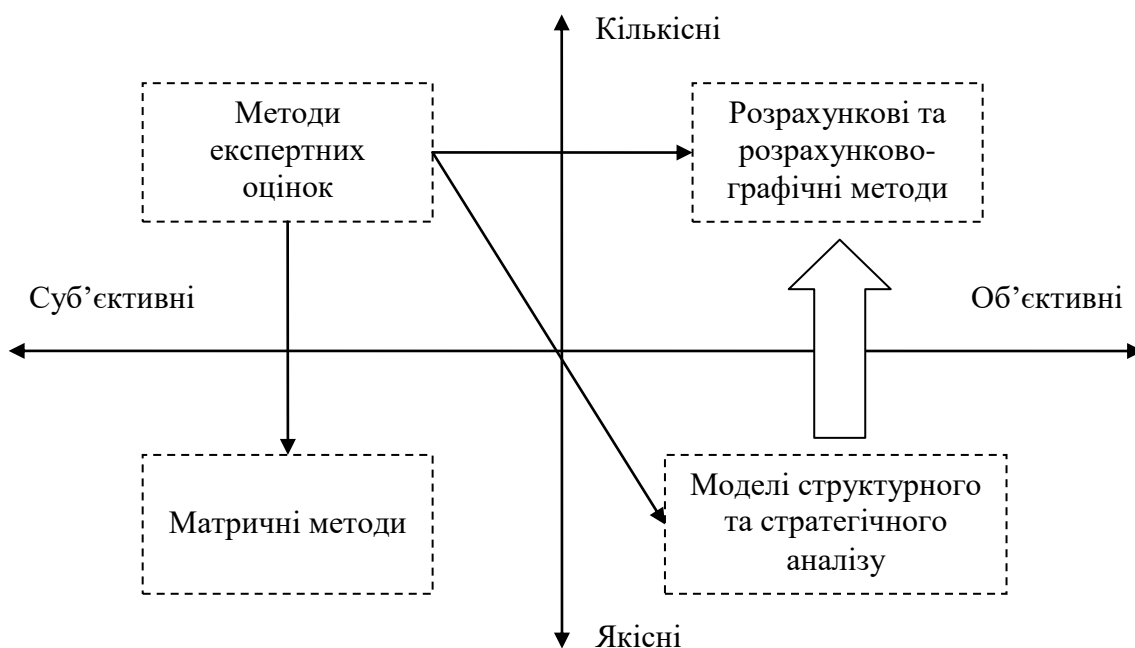 Кількісні
Методи
експертних
оцінок
Розрахункові та
розрахунково-
графічні методи
Суб’єктивні
Об’єктивні
Матричні методи
Моделі структурного
та стратегічного
аналізу
Якісні